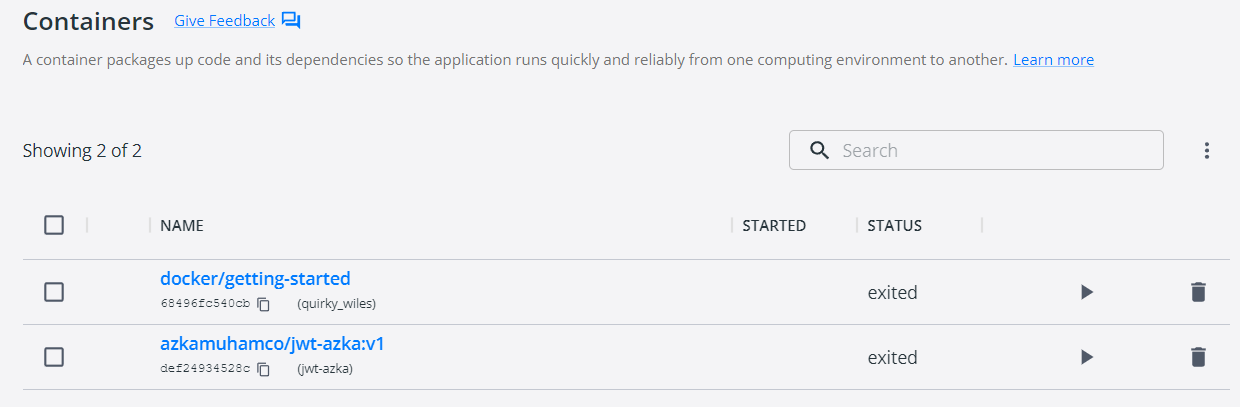 Containers Give Feedback
A container packages up code and its dependencies so the application runs quickly and reliably from one computing environment to another. Learn more
Showing 2 of 2 Search
NAME STARTED STATUS
docker/getting-started
68496fc540cb (quirky_wiles) exited
azkamuhamco/jwt-azka:v1
def24934528c (jwt-azka) exited